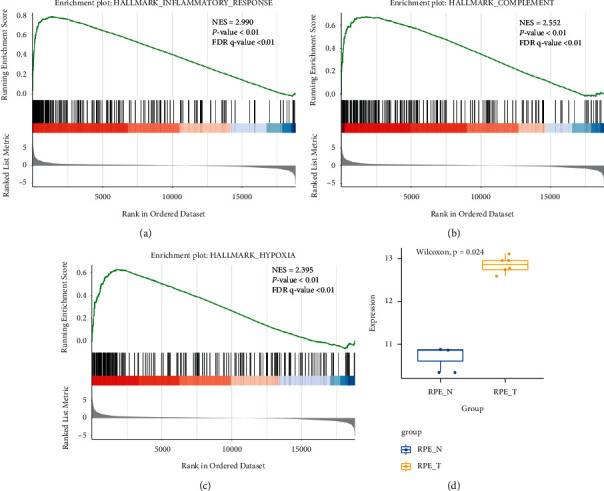 Enrichment plot: HALLMARK_INFLAMMATORY_RESPONSE
NES = 2.990
P-value < 0.01
FDR q-value <0.01
Running Enrichment Score
0.8
0.6
0.4
0.2
0.0
Ranked List Metric
5
0
−5
5000
10000
15000
Rank in Ordered Dataset
(a)
Enrichment plot: HALLMARK_COMPLEMENT
NES = 2.552
P-value < 0.01
FDR q-value <0.01
Running Enrichment Score
0.6
0.4
0.2
0.0
Ranked List Metric
5
0
−5
5000
10000
15000
Rank in Ordered Dataset
(b)
Enrichment plot: HALLMARK_HYPOXIA
NES = 2.395
P-value < 0.01
FDR q-value <0.01
Running Enrichment Score
0.6
0.4
0.2
0.0
Ranked List Metric
5
0
−5
5000
10000
15000
Rank in Ordered Dataset
(c)
Wilcoxon, p = 0.024
Expression
13
12
11
RPE_N
RPE_T
Group
group
RPE_N
RPE_T
(d)